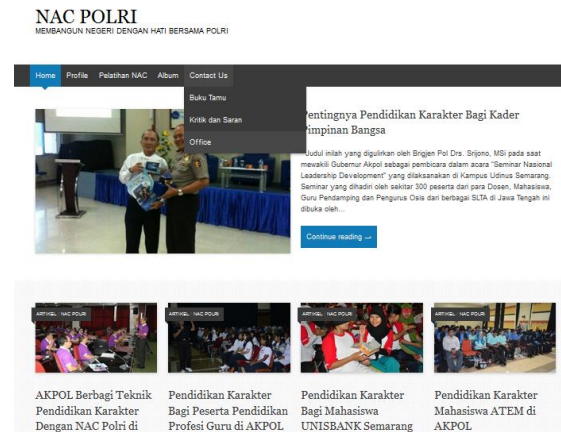 NAC POLRI
MEMBANGUN NEGERI DENGAN HATI BERSAMA POLRI
Home Profile Pelatihan NAC Album Contact Us
Buku Tamu
Kritik dan Saran
Office
entingnya Pendidikan Karakter Bagi Kader
impinan Bangsa
Judul inilah yang digulirkan oleh Brigjen Pol Drs. Srijono, MSi pada saat
mewakili Gubernur Akpol sebagai pembicara dalam acara "Seminar Nasional
Leadership Development" yang dilaksanakan di Kampus Udinus Semarang.
Seminar yang dihadiri oleh sekitar 300 peserta dari para Dosen, Mahasiswa,
Guru Pendamping dan Pengurus Osis dari berbagai SLTA di Jawa Tengah ini
dibuka oleh...
Continue reading →
ARTIKEL NAC POLRI
ARTIKEL NAC POLRI
ARTIKEL NAC POLRI
ARTIKEL NAC POLRI
AKPOL Berbagi Teknik
Pendidikan Karakter
Dengan NAC Polri di
Pendidikan Karakter
Bagi Peserta Pendidikan
Profesi Guru di AKPOL
Pendidikan Karakter
Bagi Mahasiswa
UNISBANK Semarang
Pendidikan Karakter
Mahasiswa ATEM di
AKPOL